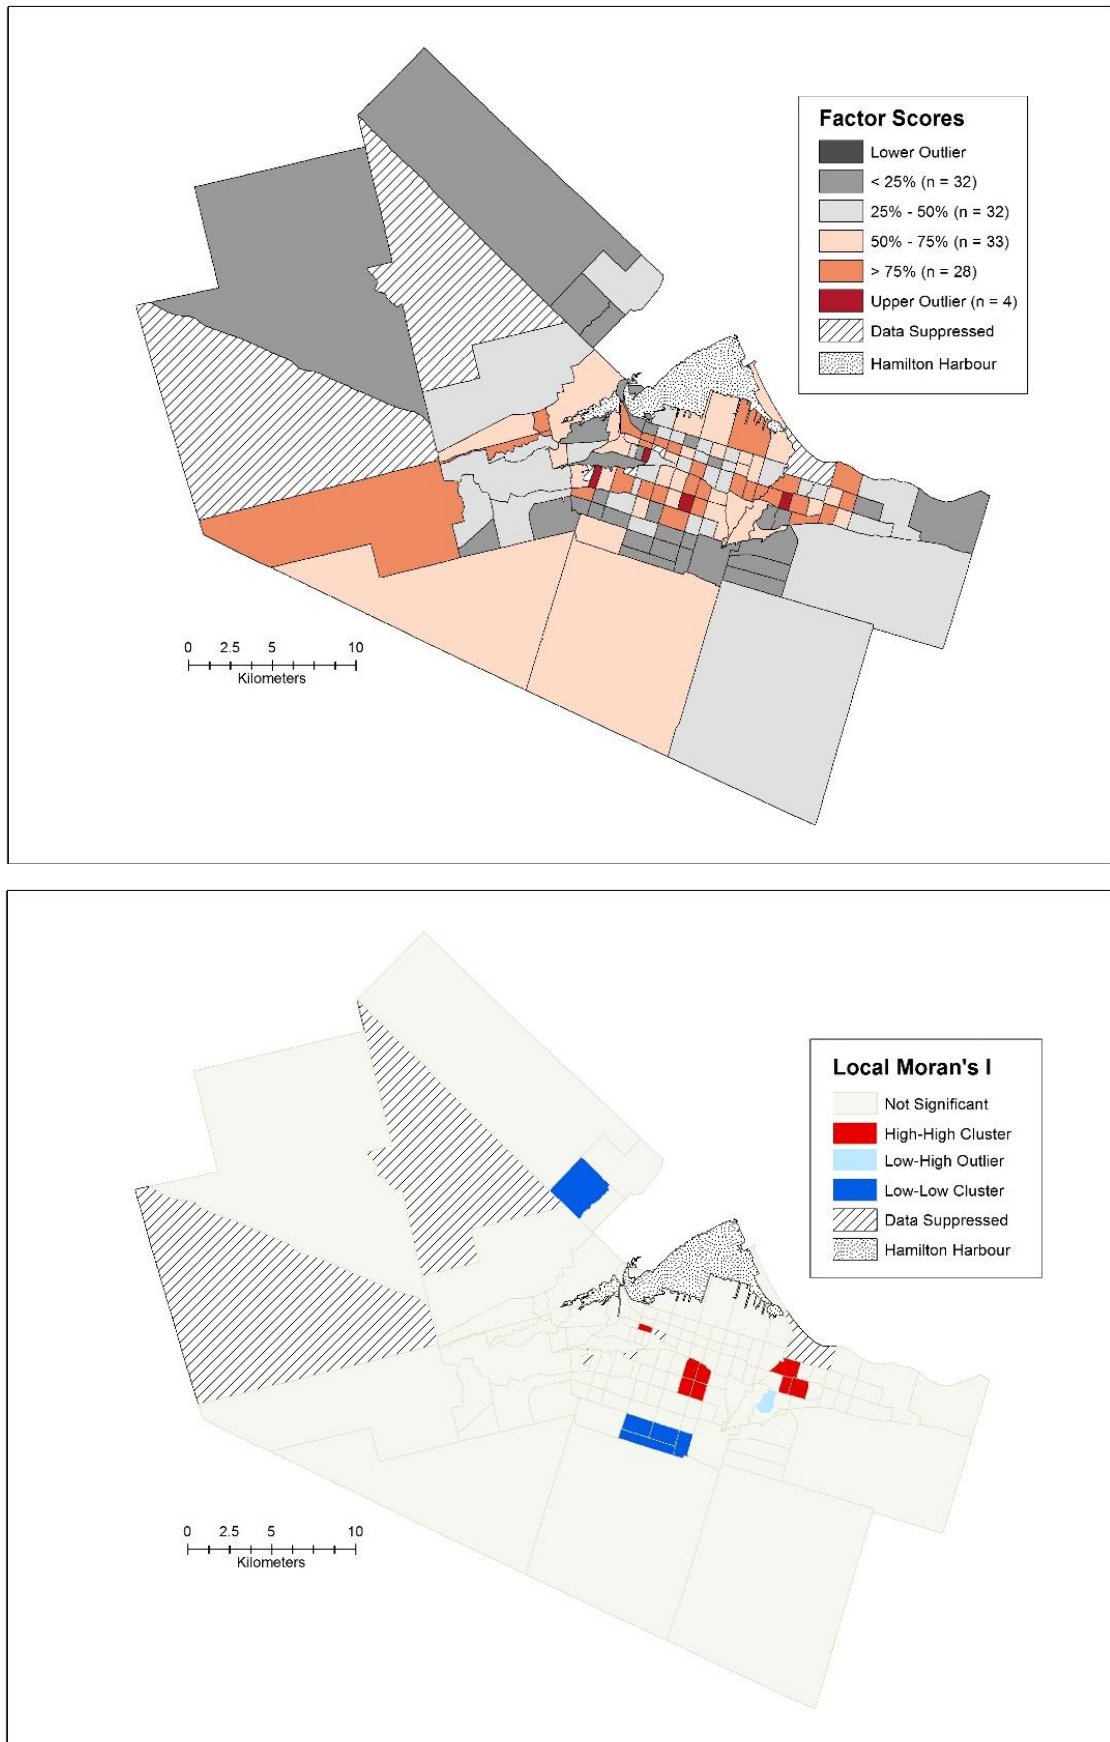 Factor Scores
Lower Outlier
< 25% (n = 32)
25% - 50% (n = 32)
50% - 75% (n = 33)
> 75% (n = 28)
Upper Outlier (n = 4)
Data Suppressed
Hamilton Harbour
0 2.5 5 10
Kilometers
Local Moran's I
Not Significant
High-High Cluster
Low-High Outlier
Low-Low Cluster
Data Suppressed
Hamilton Harbour
0 2.5 5 10
Kilometers